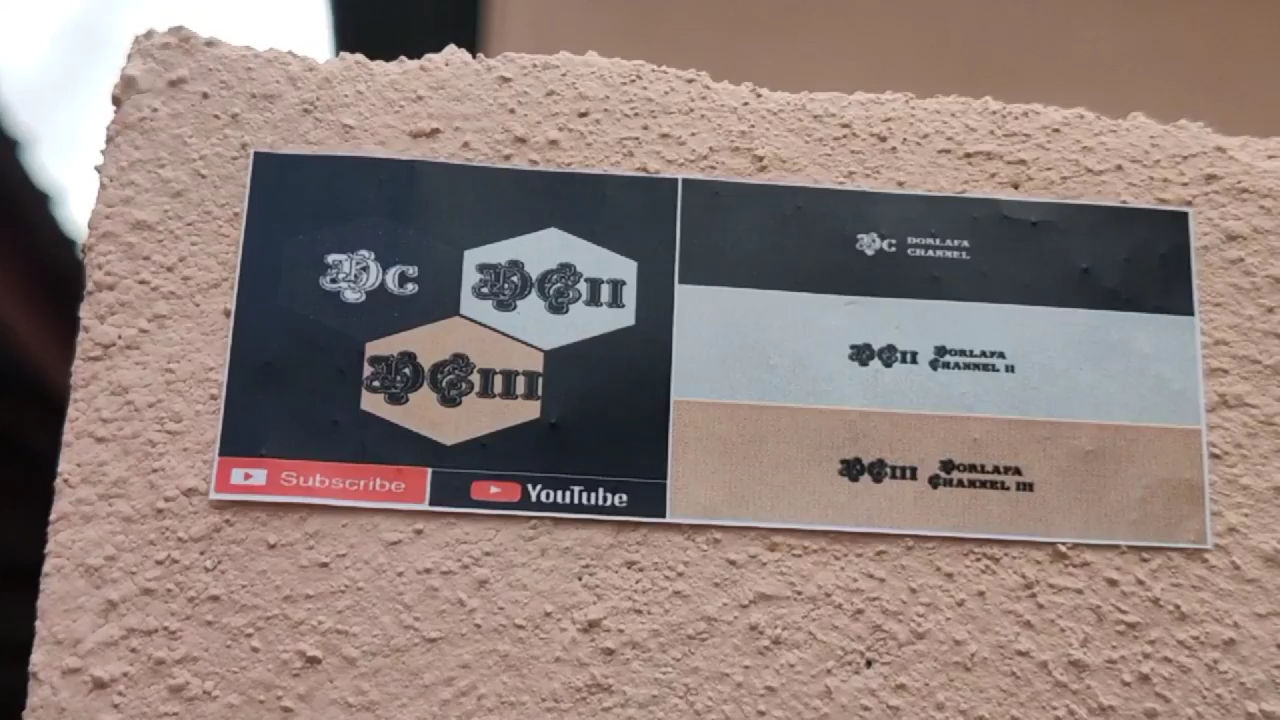 DC
DCII
DCIII
Subscribe
YouTube
DC DORLAFA
CHANNEL
DCII DORLAFA
CHANNEL II
DCIII DORLAFA
CHANNEL III